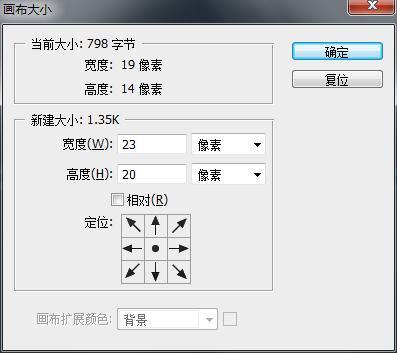 画布大小
当前大小: 798 字节
宽度: 19 像素
高度: 14 像素
确定
复位
新建大小: 1.35K
宽度(W): 23 像素
高度(H): 20 像素
相对(R)
定位:
画布扩展颜色: 背景